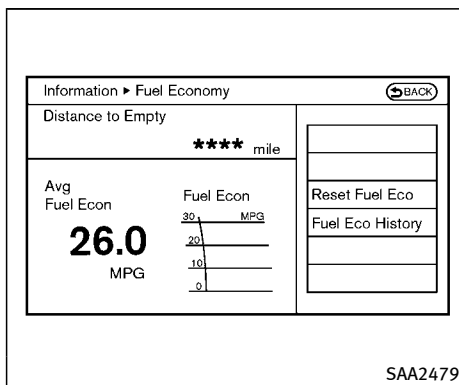 Information ▶ Fuel Economy
BACK
Distance to Empty
**** mile
Avg
Fuel Econ
26.0
MPG
Fuel Econ
30 MPG
20
10
0
Reset Fuel Eco
Fuel Eco History
SAA2479